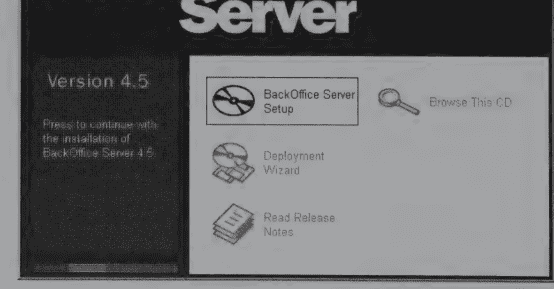 Server
Version 4.5
Press to continue with
the installation of
BackOffice Server 4.5
BackOffice Server
Setup
Browse This CD
Deployment
Wizard
Read Release
Notes